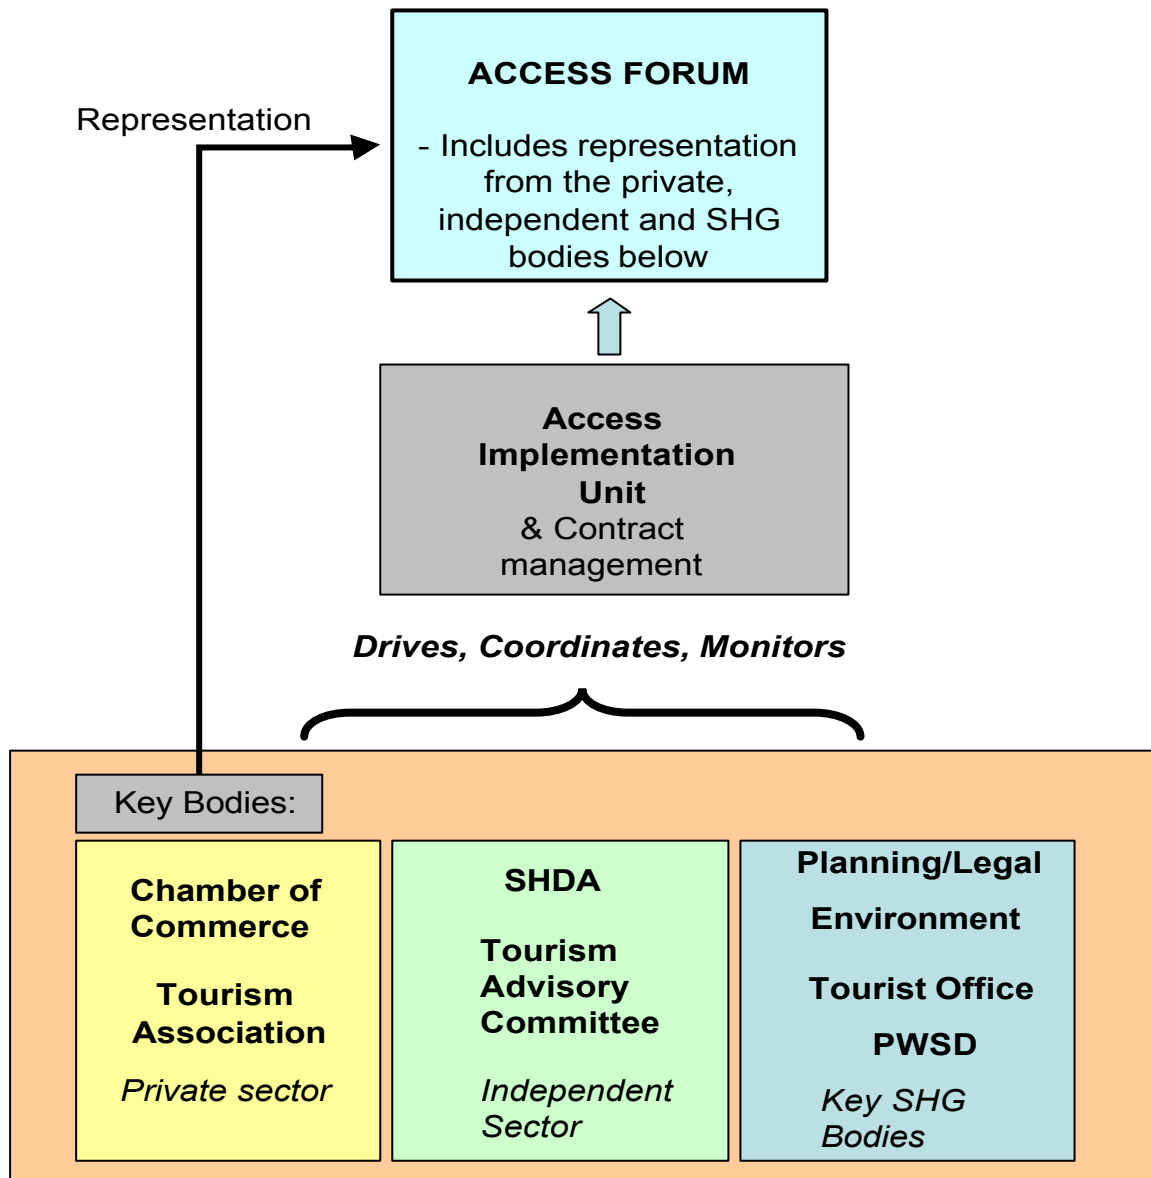 ACCESS FORUM
Representation
- Includes representation
from the private,
independent and SHG
bodies below
Access
Implementation
Unit
& Contract
management
Drives, Coordinates, Monitors
Key Bodies:
Chamber of
Commerce
Tourism
Association
Private sector
SHDA
Tourism
Advisory
Committee
Independent
Sector
Planning/Legal
Environment
Tourist Office
PWSD
Key SHG
Bodies